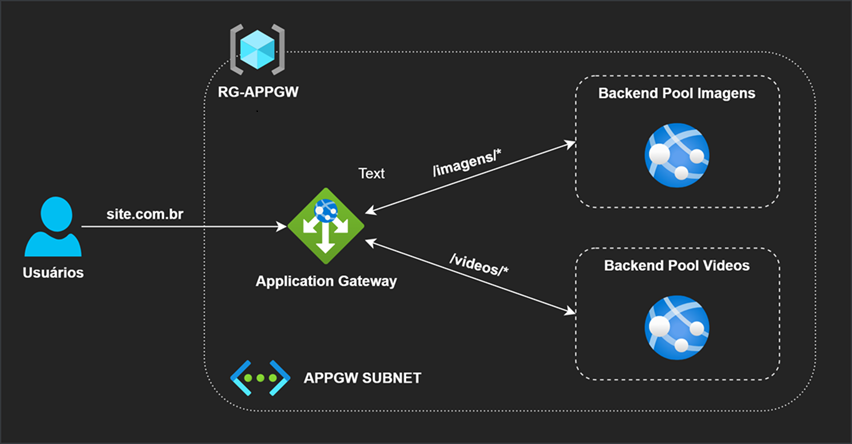 RG-APPGW
Backend Pool Imagens
Text
/imagens/*
site.com.br
Usuários
Application Gateway
/videos/*
Backend Pool Videos
APPGW SUBNET